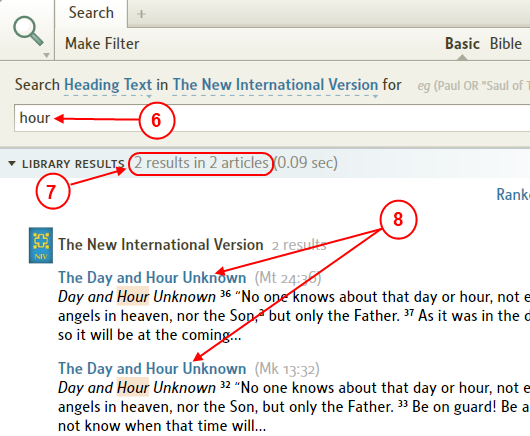 Search +
Make Filter Basic Bible
Search Heading Text in The New International Version for eg (Paul OR "Saul of T
hour
6
LIBRARY RESULTS 2 results in 2 articles (0.09 sec)
7
Ranke
8
NIV
The New International Version 2 results
The Day and Hour Unknown (Mt 24:36)
Day and Hour Unknown 36 “No one knows about that day or hour, not e
angels in heaven, nor the Son, but only the Father. 37 As it was in the d
so it will be at the coming...
The Day and Hour Unknown (Mk 13:32)
Day and Hour Unknown 32 “No one knows about that day or hour, not e
angels in heaven, nor the Son, but only the Father. 33 Be on guard! Be a
not know when that time will...